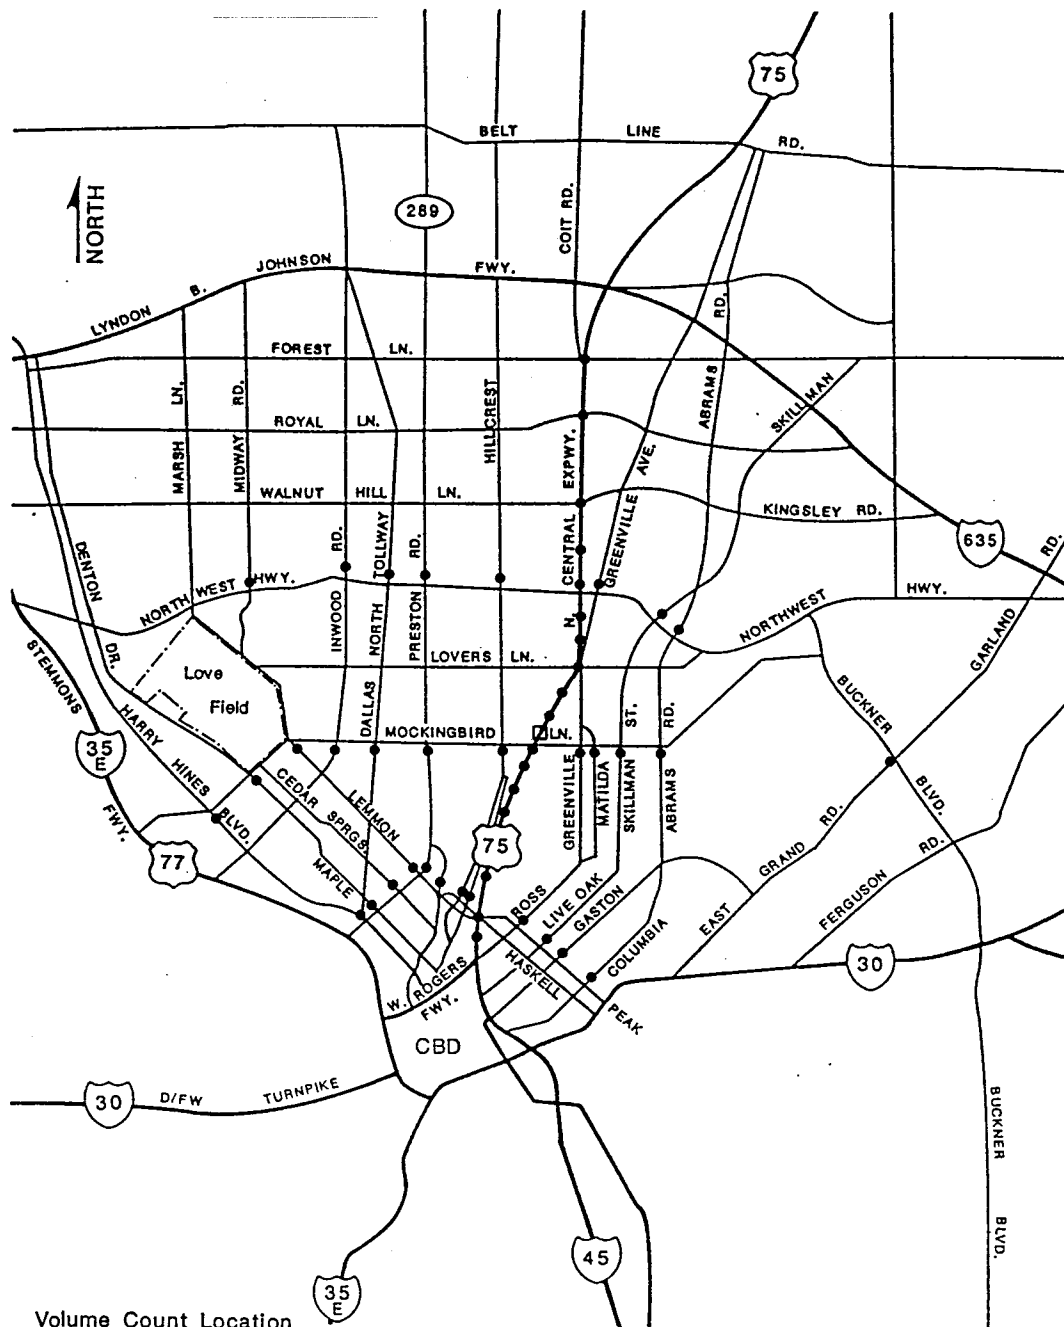 75
BELT LINE RD.
NORTH
289
COIT RD.
LYNDON B. JOHNSON FWY.
FOREST LN.
MARSH LN.
MIDWAY RD.
HILLCREST
ABRAMS RD.
SKILLMAN
ROYAL LN.
WALNUT HILL LN.
KINGSLEY RD.
N. CENTRAL EXPWY.
GREENVILLE AVE.
635
DENTON DR.
NORTHWEST HWY.
INWOOD RD.
DALLAS NORTH TOLLWAY
PRESTON RD.
NORTHWEST HWY.
GARLAND RD.
LOVERS LN.
STEMMONS FWY.
Love
Field
35
E
HARRY HINES BLVD.
MOCKINGBIRD LN.
SKILLMAN ST.
ABRAMS RD.
BUCKNER BLVD.
CEDAR SPRGS.
LEMMON
GREENVILLE
MATILDA
75
77
MAPLE
ROSS
LIVE OAK
GASTON
COLUMBIA
EAST GRAND RD.
FERGUSON RD.
W. ROGERS FWY.
HASKELL
PEAK
30
CBD
30
D/FW TURNPIKE
BUCKNER BLVD.
45
35
E
Volume Count Location